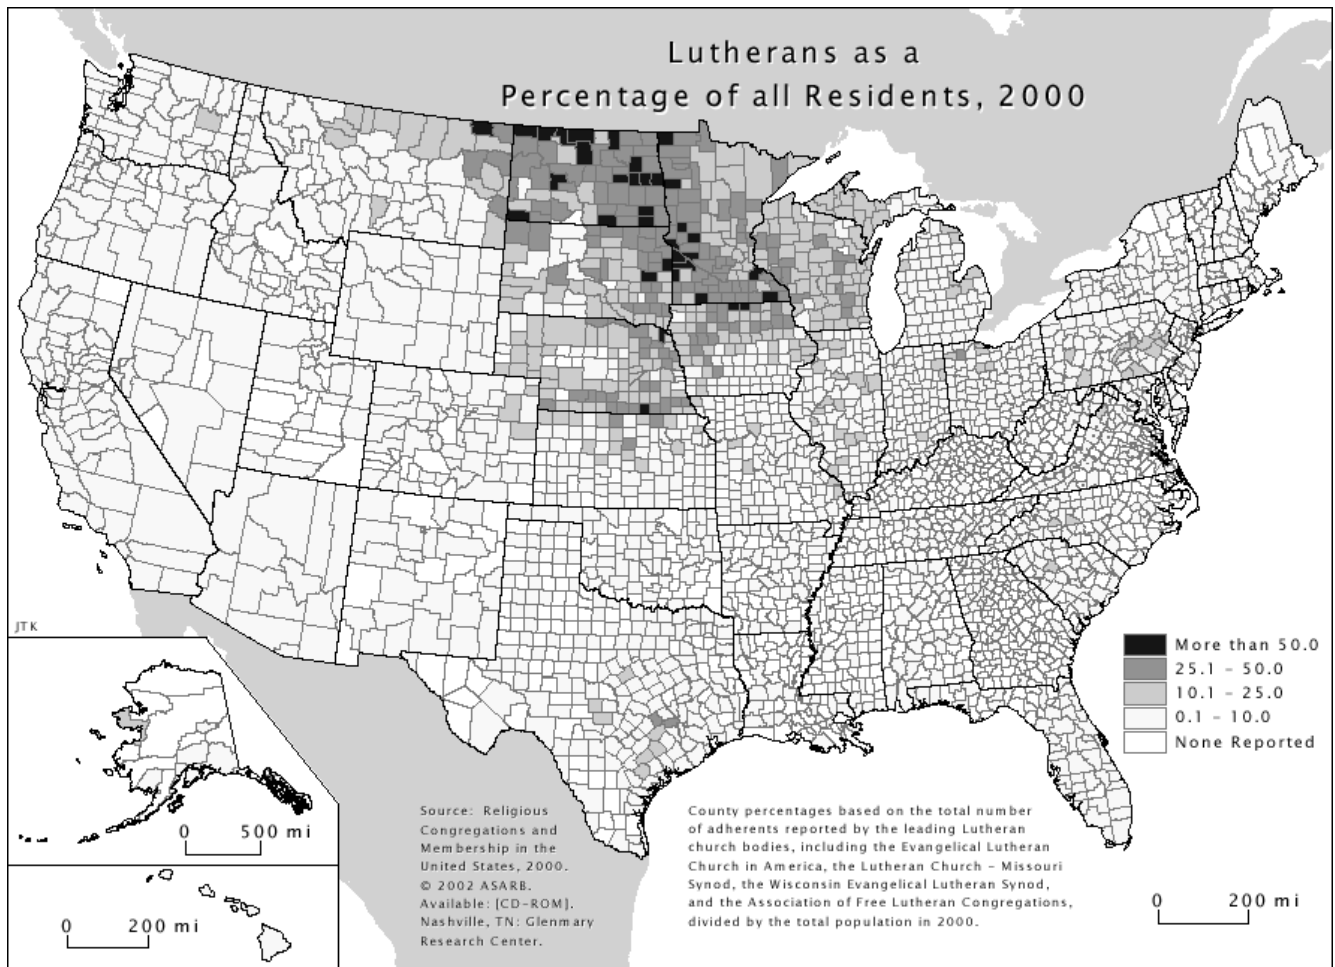 Lutherans as a
Percentage of all Residents, 2000
JTK
More than 50.0
25.1 – 50.0
10.1 – 25.0
0.1 – 10.0
None Reported
0 500 mi
0 200 mi
Source: Religious
Congregations and
Membership in the
United States, 2000.
© 2002 ASARB.
Available: [CD-ROM].
Nashville, TN: Glenmary
Research Center.
County percentages based on the total number
of adherents reported by the leading Lutheran
church bodies, including the Evangelical Lutheran
Church in America, the Lutheran Church – Missouri
Synod, the Wisconsin Evangelical Lutheran Synod,
and the Association of Free Lutheran Congregations,
divided by the total population in 2000.
0 200 mi